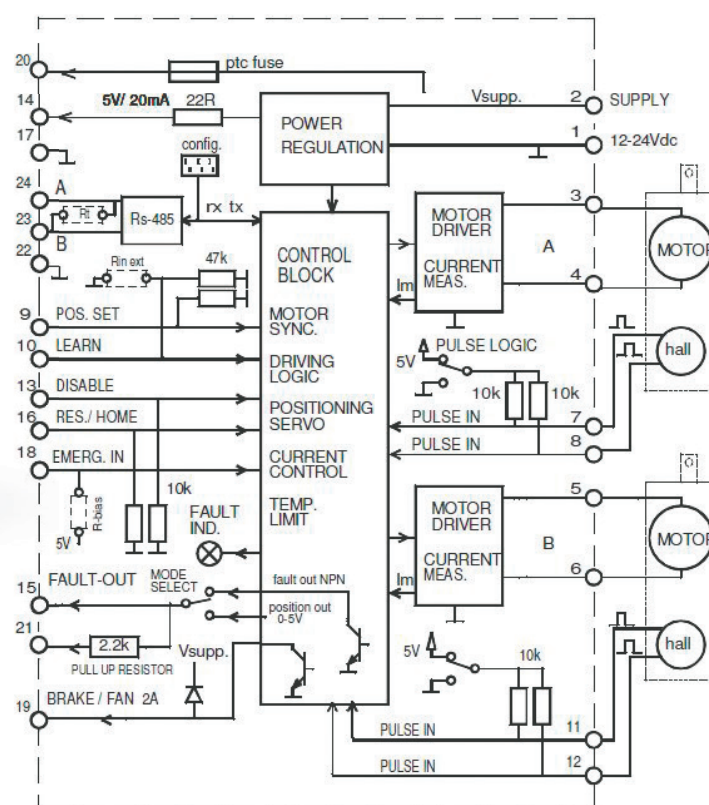 20
ptc fuse
14
5V/ 20mA
22R
Vsupp.
2
SUPPLY
POWER
REGULATION
17
config.
1
12-24Vdc
24
A
Rt
Rs-485
rx tx
23
B
22
3
MOTOR
DRIVER
A
CURRENT
MEAS.
Im
4
MOTOR
Rin ext
47k
CONTROL
BLOCK
9
POS. SET
MOTOR
SYNC.
10
LEARN
DRIVING
LOGIC
5V
PULSE LOGIC
10k
10k
hall
13
DISABLE
POSITIONING
SERVO
PULSE IN
7
16
RES./ HOME
PULSE IN
8
18
EMERG. IN
CURRENT
CONTROL
R-bias
5V
10k
TEMP.
LIMIT
FAULT
IND.
5
MOTOR
DRIVER
B
CURRENT
MEAS.
Im
6
MOTOR
15
FAULT-OUT
MODE
SELECT
fault out NPN
position out
0-5V
21
2.2k
PULL UP RESISTOR
Vsupp.
5V
10k
hall
19
BRAKE / FAN 2A
PULSE IN
11
PULSE IN
12